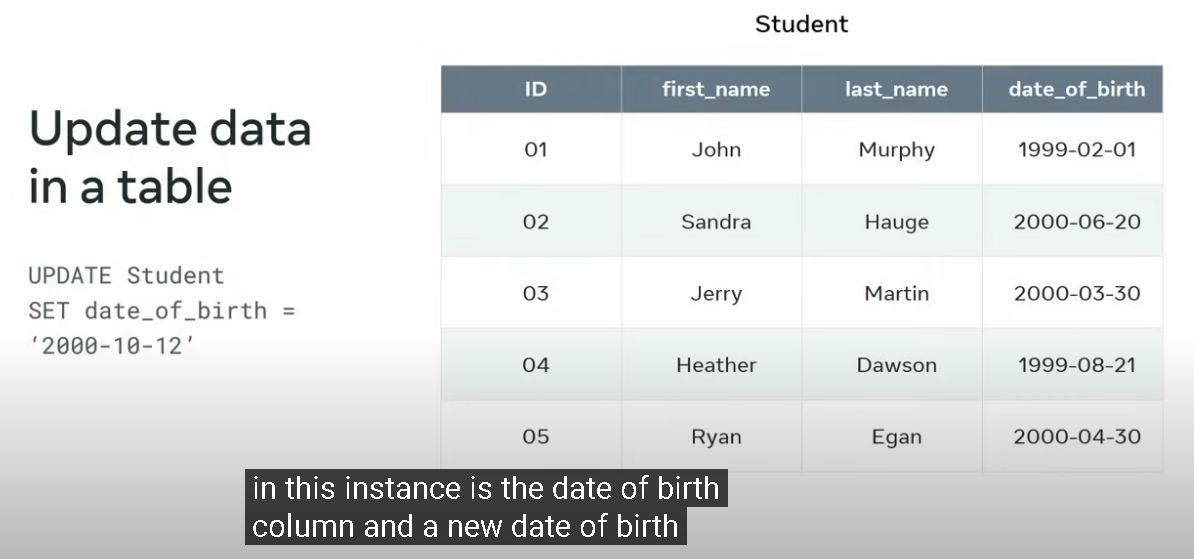 Student
Update data
in a table
UPDATE Student
SET date_of_birth =
‘2000-10-12’
ID first_name last_name date_of_birth
01 John Murphy 1999-02-01
02 Sandra Hauge 2000-06-20
03 Jerry Martin 2000-03-30
04 Heather Dawson 1999-08-21
05 Ryan Egan 2000-04-30
in this instance is the date of birth
column and a new date of birth